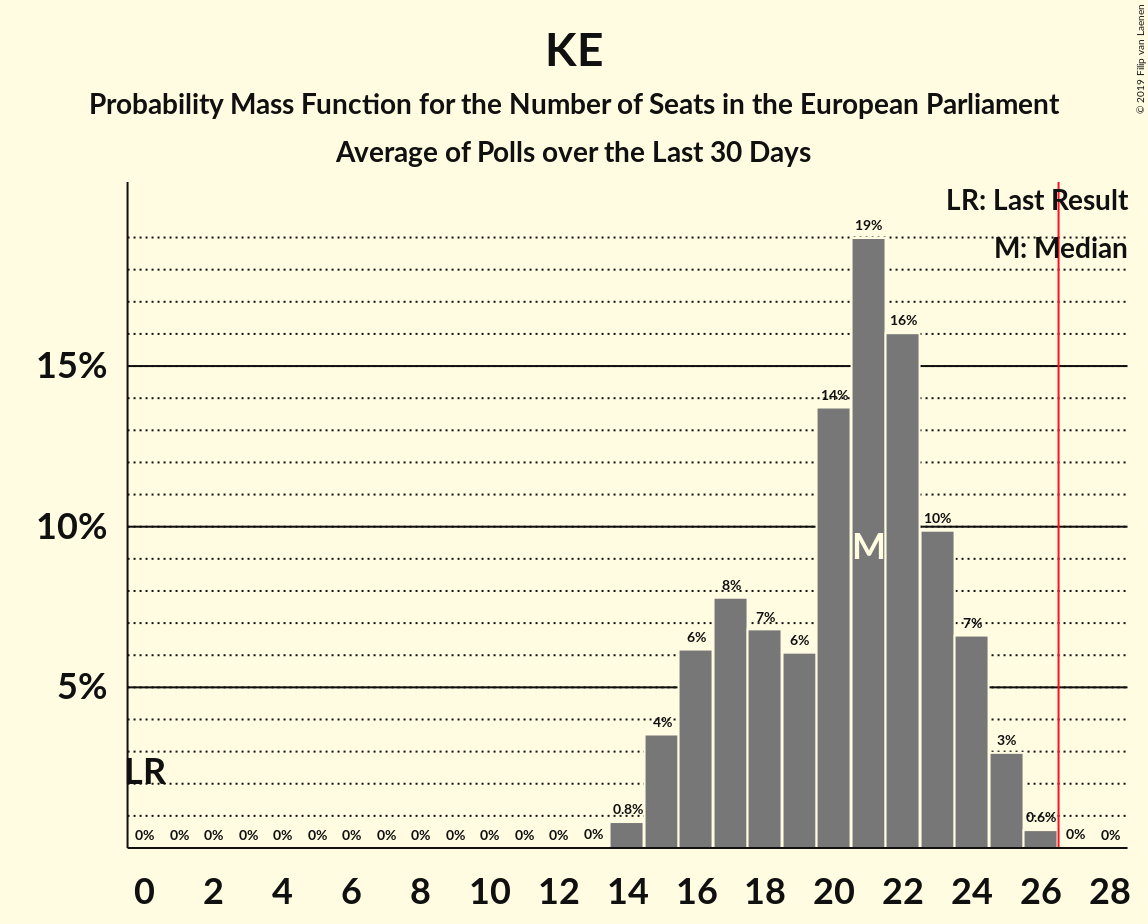 KE
Probability Mass Function for the Number of Seats in the European Parliament
Average of Polls over the Last 30 Days
© 2019 Filip van Laenen
LR: Last Result
M: Median
19%
16%
15%
14%
10%
10%
M
8%
7%
7%
6%
6%
5%
4%
3%
LR
0.8%
0.6%
0% 0% 0% 0% 0% 0% 0% 0% 0% 0% 0% 0% 0% 0% 0% 0%
0 2 4 6 8 10 12 14 16 18 20 22 24 26 28